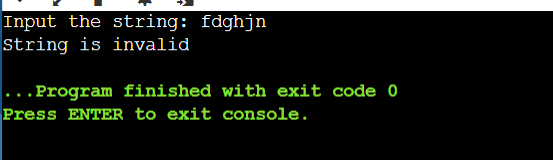 Input the string: fdghjn
String is invalid
...Program finished with exit code 0
Press ENTER to exit console.